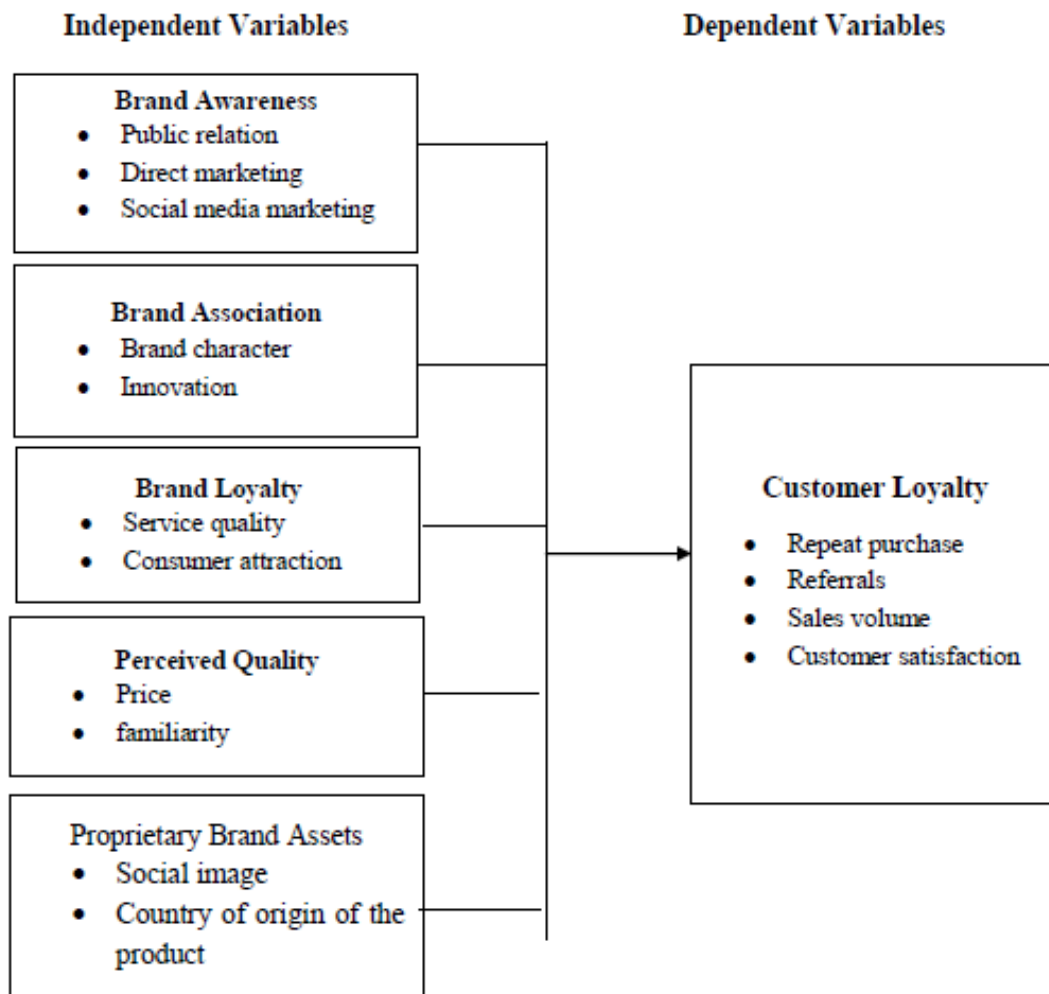 Independent Variables
Dependent Variables
Brand Awareness
• Public relation
• Direct marketing
• Social media marketing
Brand Association
• Brand character
• Innovation
Brand Loyalty
• Service quality
• Consumer attraction
Perceived Quality
• Price
• familiarity
Proprietary Brand Assets
• Social image
• Country of origin of the
product
Customer Loyalty
• Repeat purchase
• Referrals
• Sales volume
• Customer satisfaction